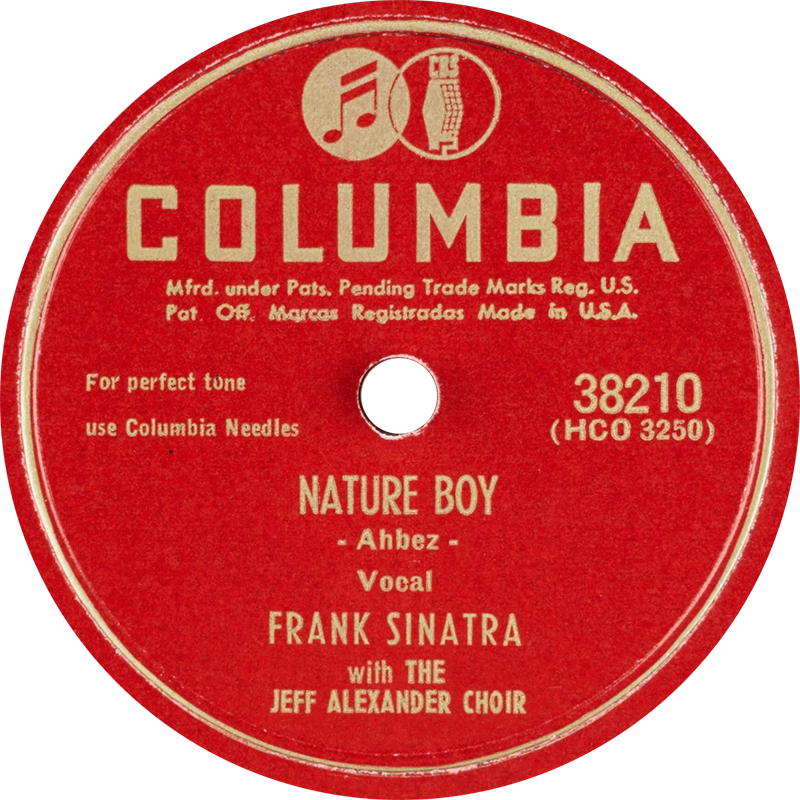 CBS
COLUMBIA
Mfrd. under Pats. Pending Trade Marks Reg. U.S.
Pat. Off. Marcas Registradas Made in U.S.A.
For perfect tone
use Columbia Needles
38210
(HCO 3250)
NATURE BOY
- Ahbez -
Vocal
FRANK SINATRA
with THE
JEFF ALEXANDER CHOIR